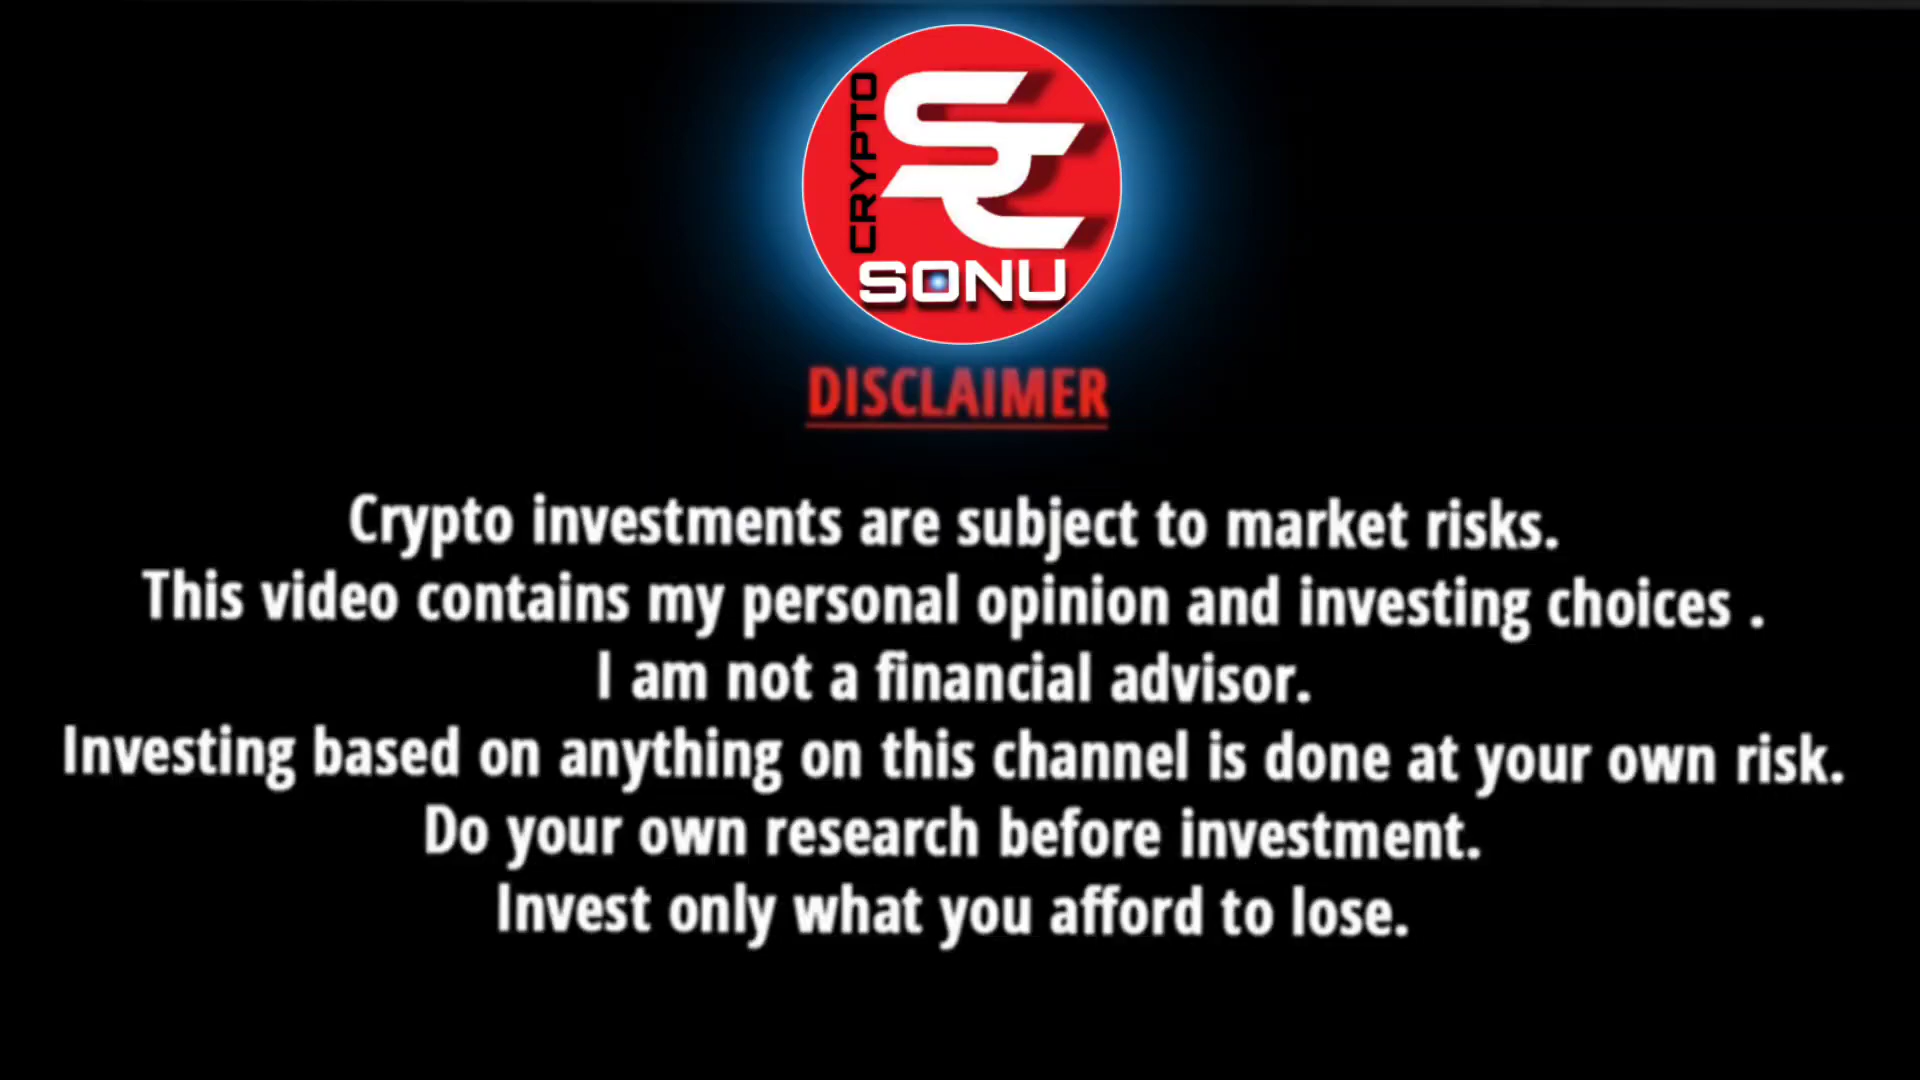 CRYPTO
SC
SONU
DISCLAIMER
Crypto investments are subject to market risks.
This video contains my personal opinion and investing choices .
I am not a financial advisor.
Investing based on anything on this channel is done at your own risk.
Do your own research before investment.
Invest only what you afford to lose.